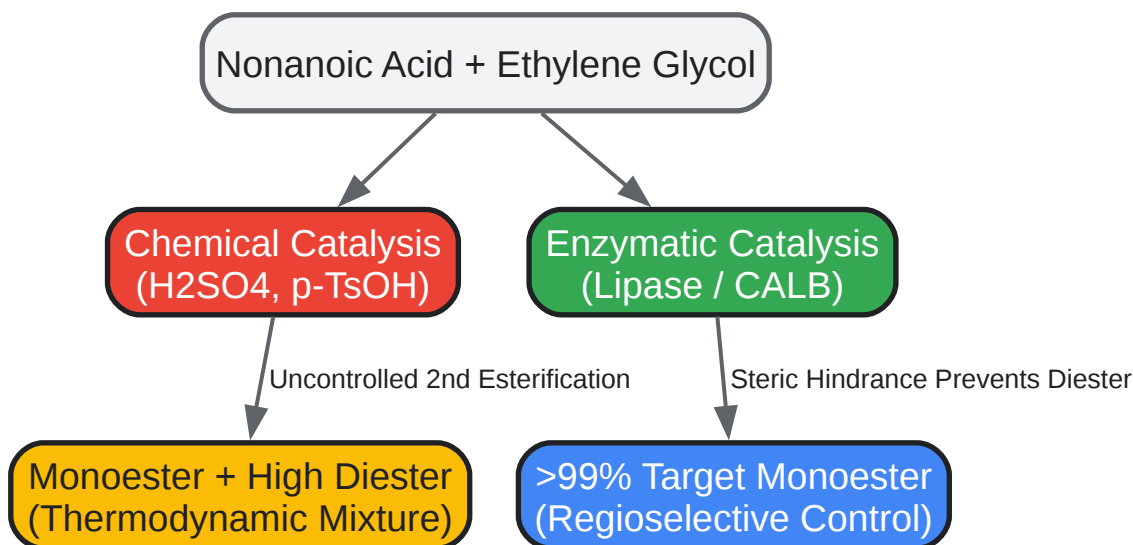 Nonanoic Acid + Ethylene Glycol
Chemical Catalysis
(H2SO4, p-TsOH)
Enzymatic Catalysis
(Lipase / CALB)
Uncontrolled 2nd Esterification
Steric Hindrance Prevents Diester
Monoester + High Diester
(Thermodynamic Mixture)
>99% Target Monoester
(Regioselective Control)